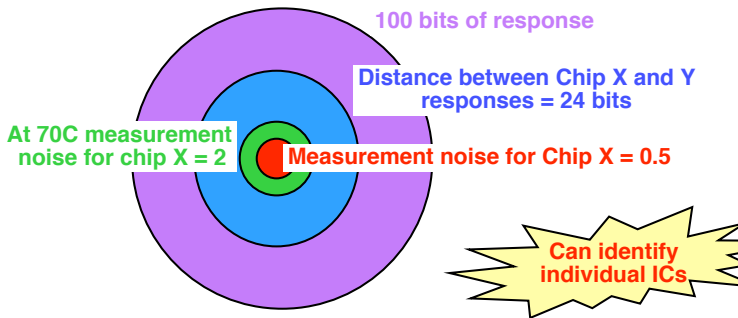 100 bits of response
Distance between Chip X and Y
responses = 24 bits
At 70C measurement
noise for chip X = 2
Measurement noise for Chip X = 0.5
Can identify
individual ICs